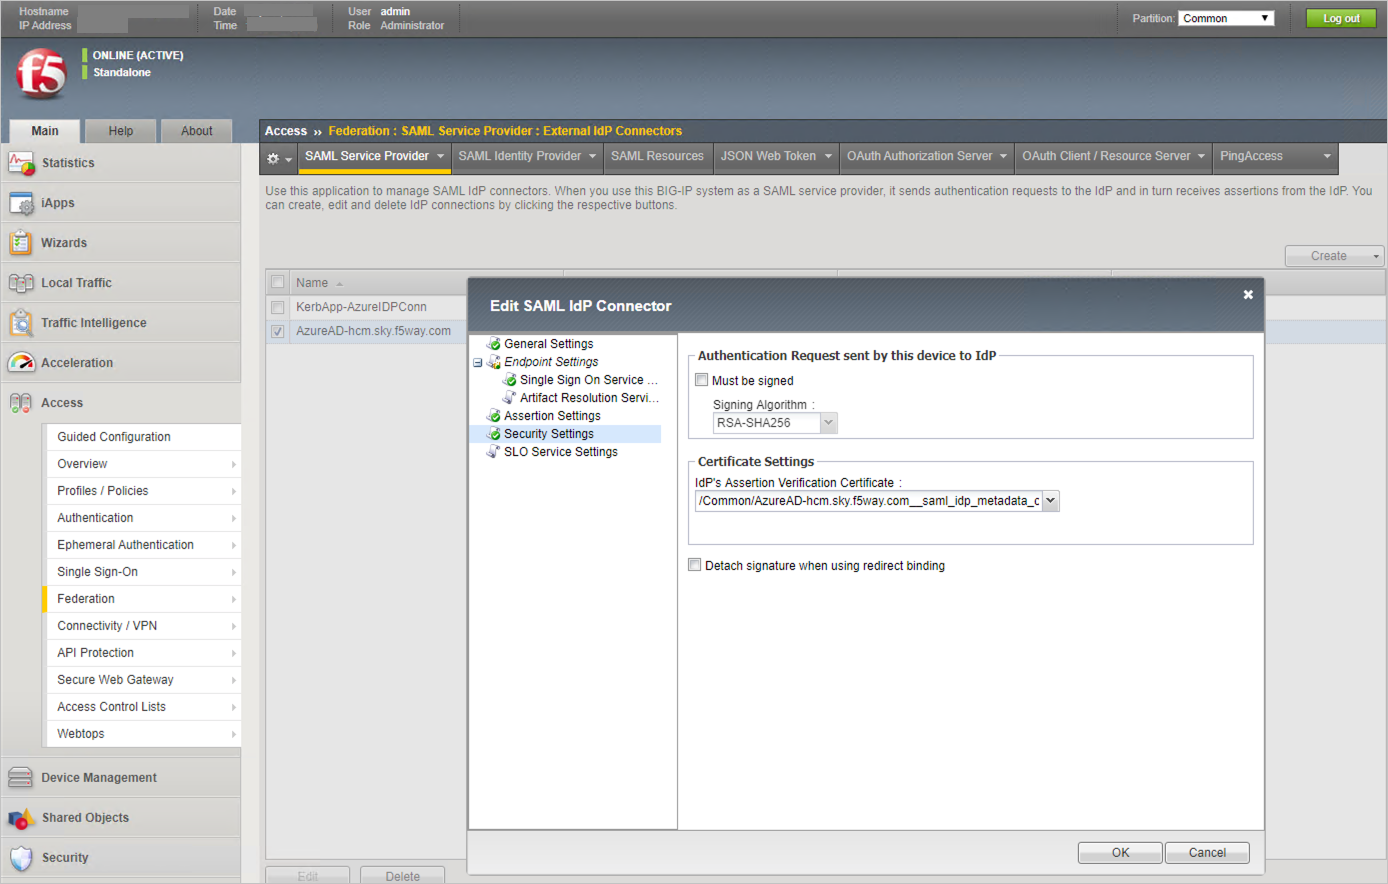 Hostname
IP Address
Date
Time
User admin
Role Administrator
Partition: Common
Log out
f5
ONLINE (ACTIVE)
Standalone
Main
Help
About
Access ›› Federation : SAML Service Provider : External IdP Connectors
SAML Service Provider
SAML Identity Provider
SAML Resources
JSON Web Token
OAuth Authorization Server
OAuth Client / Resource Server
PingAccess
Use this application to manage SAML IdP connectors. When you use this BIG-IP system as a SAML service provider, it sends authentication requests to the IdP and in turn receives assertions from the IdP. You
can create, edit and delete IdP connections by clicking the respective buttons.
Create
Name
KerbApp-AzureIDPConn
AzureAD-hcm.sky.f5way.com
Statistics
iApps
Wizards
Local Traffic
Traffic Intelligence
Acceleration
Access
Guided Configuration
Overview
Profiles / Policies
Authentication
Ephemeral Authentication
Single Sign-On
Federation
Connectivity / VPN
API Protection
Secure Web Gateway
Access Control Lists
Webtops
Device Management
Shared Objects
Security
Edit SAML IdP Connector
General Settings
Endpoint Settings
Single Sign On Service ...
Artifact Resolution Servi...
Assertion Settings
Security Settings
SLO Service Settings
Authentication Request sent by this device to IdP
Must be signed
Signing Algorithm :
RSA-SHA256
Certificate Settings
IdP's Assertion Verification Certificate :
/Common/AzureAD-hcm.sky.f5way.com__saml_idp_metadata_c
Detach signature when using redirect binding
OK
Cancel
Edit
Delete